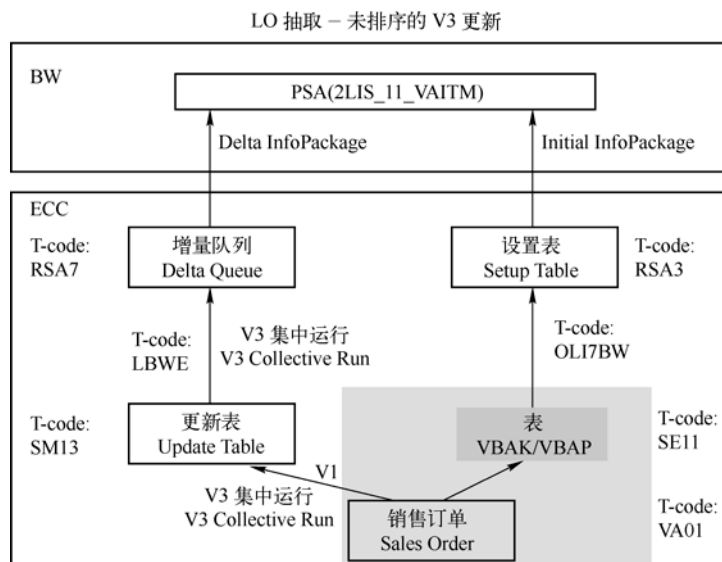 LO 抽取 – 未排序的 V3 更新
BW
PSA(2LIS_11_VAITM)
Delta InfoPackage
Initial InfoPackage
ECC
T-code:
RSA7
增量队列
Delta Queue
设置表
Setup Table
T-code:
RSA3
T-code:
LBWE
V3 集中运行
V3 Collective Run
T-code:
OLI7BW
T-code:
SM13
更新表
Update Table
表
VBAK/VBAP
T-code:
SE11
V1
V3 集中运行
V3 Collective Run
销售订单
Sales Order
T-code:
VA01